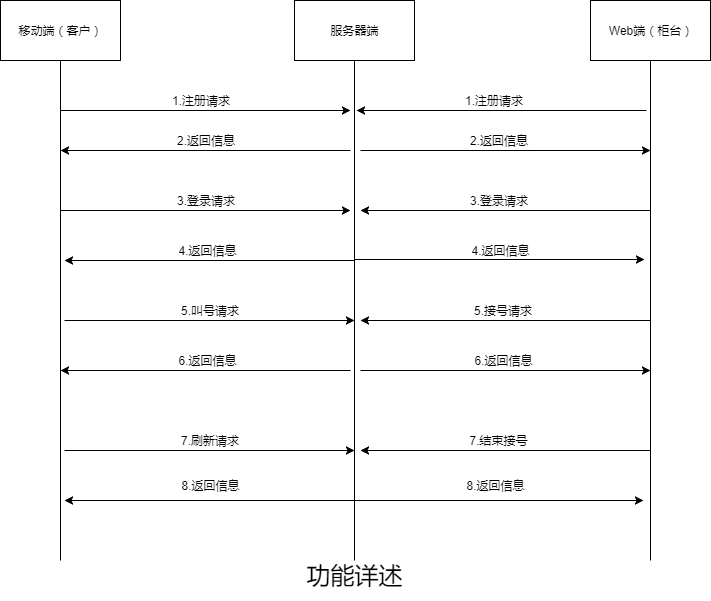 移动端（客户）
服务器端
Web端（柜台）
1.注册请求
1.注册请求
2.返回信息
2.返回信息
3.登录请求
3.登录请求
4.返回信息
4.返回信息
5.叫号请求
5.接号请求
6.返回信息
6.返回信息
7.刷新请求
7.结束接号
8.返回信息
8.返回信息
功能详述